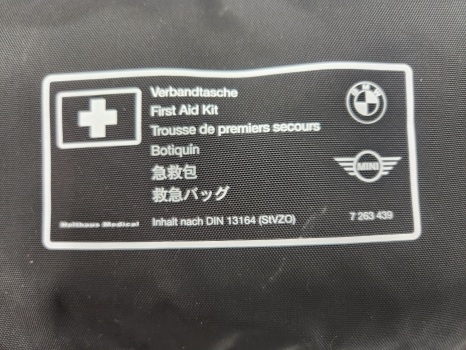 Verbandtasche
First Aid Kit
Trousse de premiers secours
Botiquin
急救包
救急バッグ
Holthaus Medical
Inhalt nach DIN 13164 (StVZO)
7 263 439
BMW
MINI